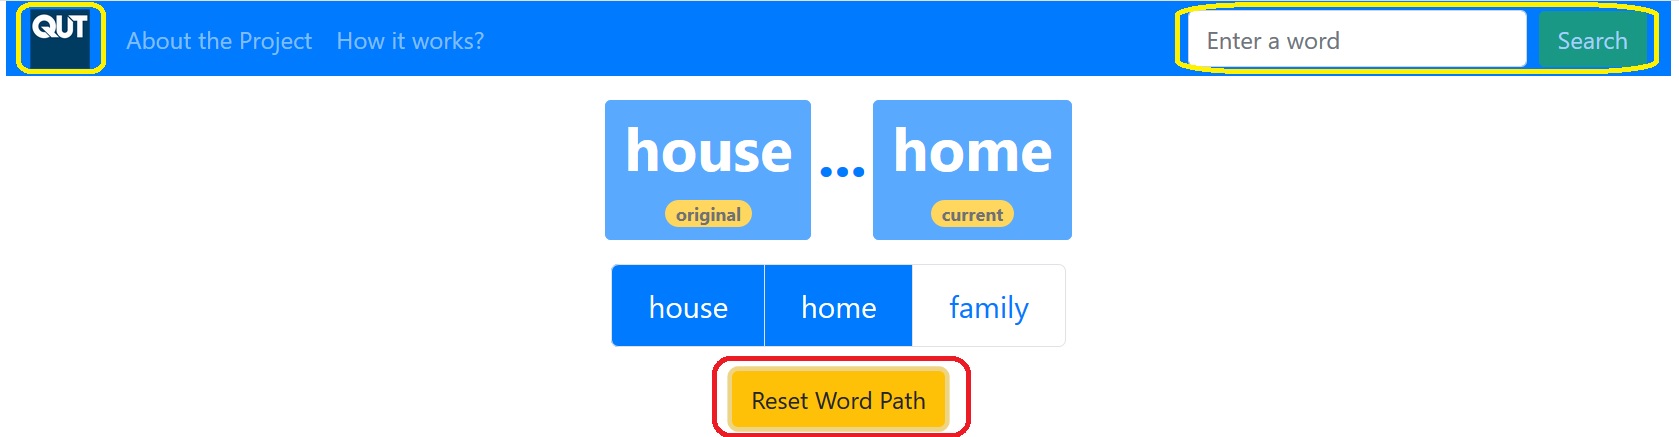 QUT About the Project How it works? Enter a word Search
house ... home
original current
house home family
Reset Word Path